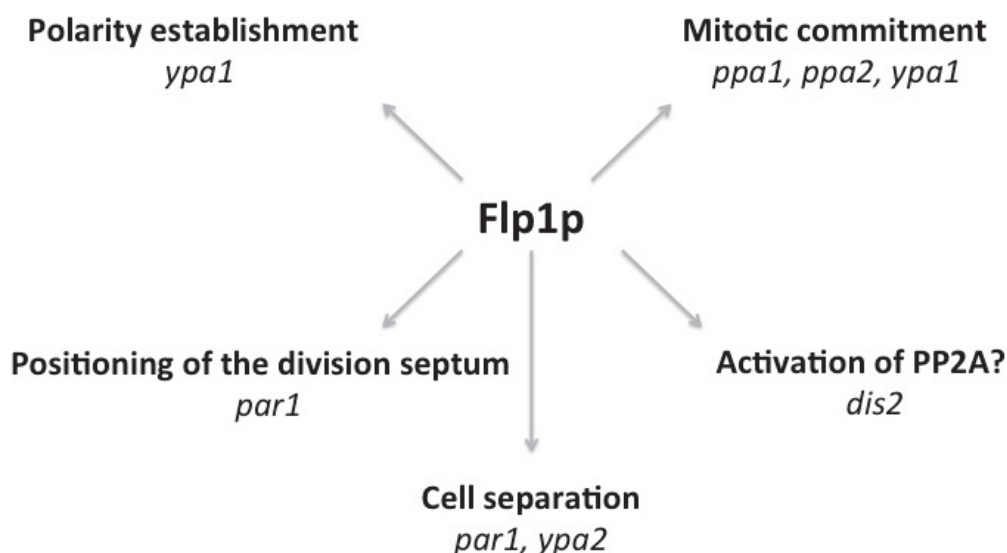 Polarity establishment
ypa1
Mitotic commitment
ppa1, ppa2, ypa1
Flp1p
Positioning of the division septum
par1
Activation of PP2A?
dis2
Cell separation
par1, ypa2